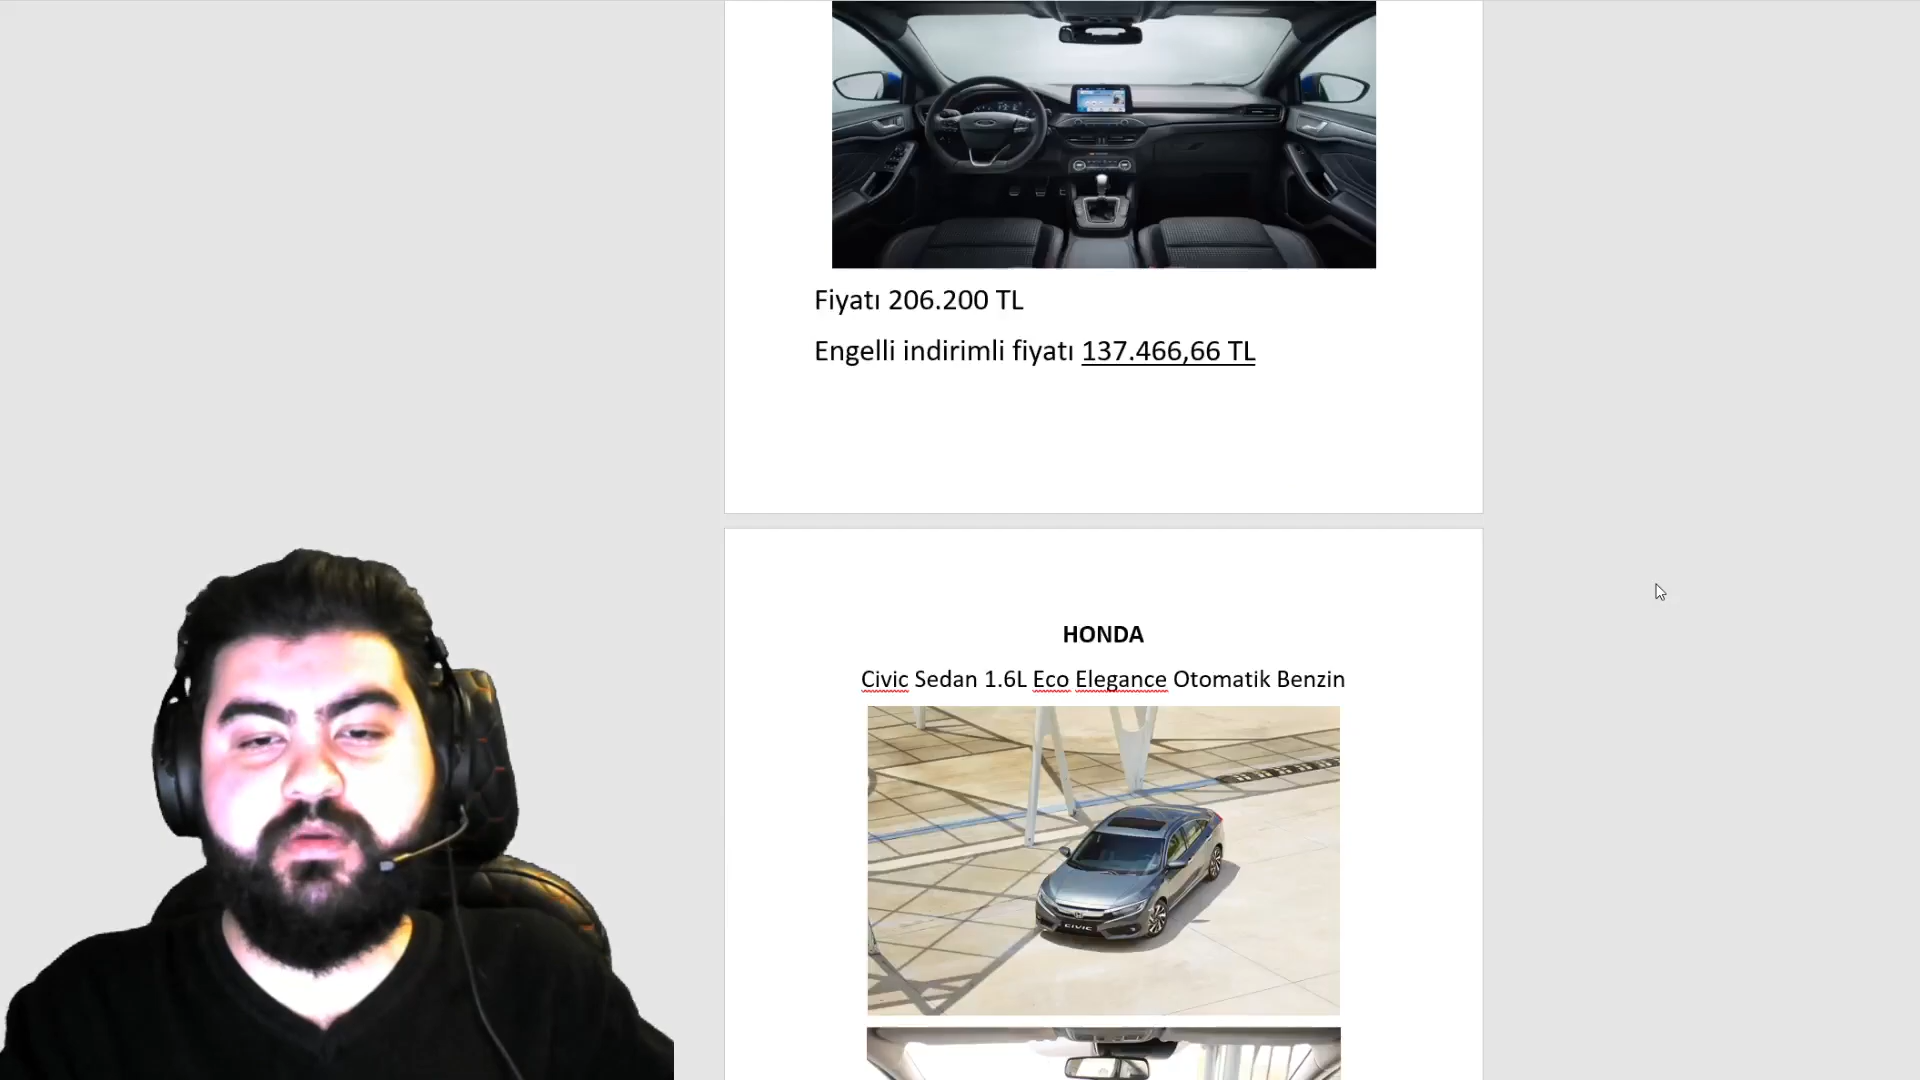 Fiyatı 206.200 TL
Engelli indirimli fiyatı 137.466,66 TL
HONDA
Civic Sedan 1.6L Eco Elegance Otomatik Benzin
CIVIC